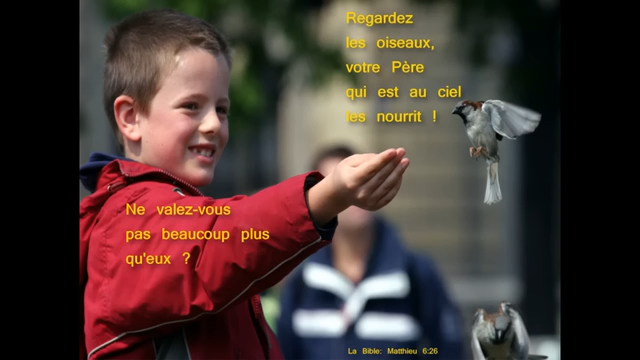 Regardez
les oiseaux,
votre Père
qui est au ciel
les nourrit !
Ne valez-vous
pas beaucoup plus
qu'eux ?
La Bible: Matthieu 6:26